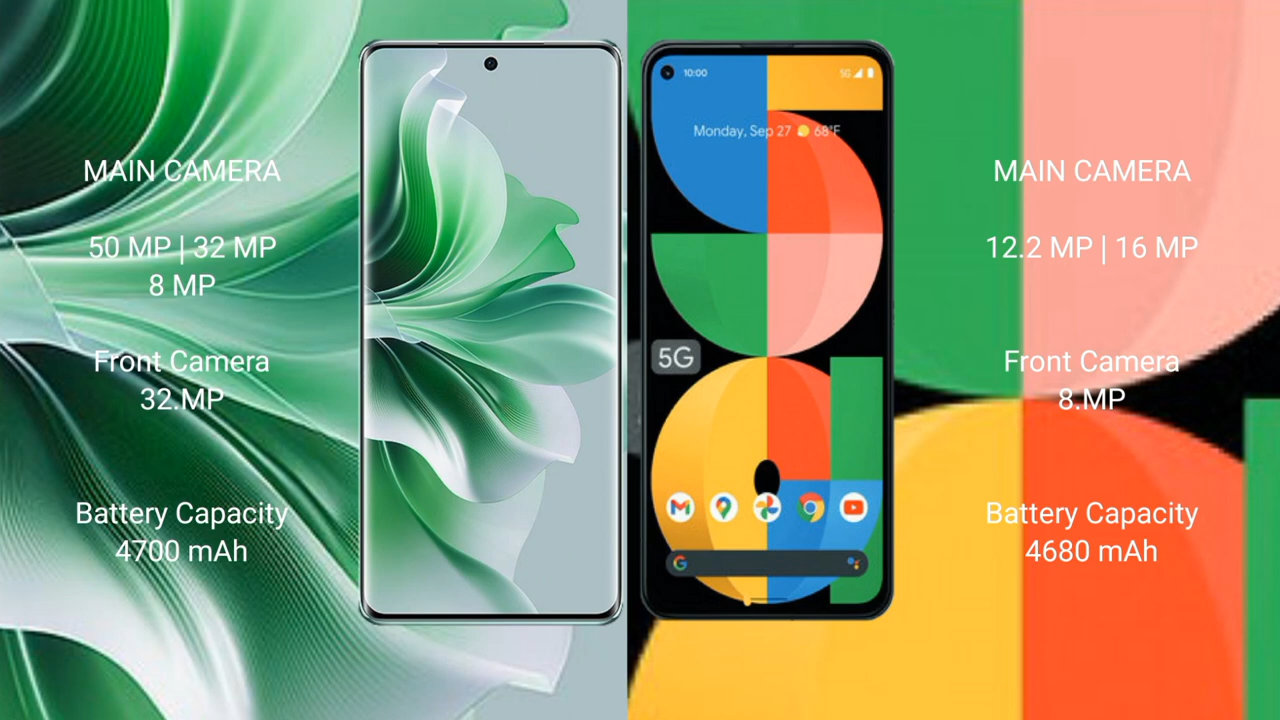 MAIN CAMERA
50 MP | 32 MP
8 MP
Front Camera
32.MP
Battery Capacity
4700 mAh
10:00
5G
Monday, Sep 27 68°F
5G
MAIN CAMERA
12.2 MP | 16 MP
Front Camera
8.MP
Battery Capacity
4680 mAh